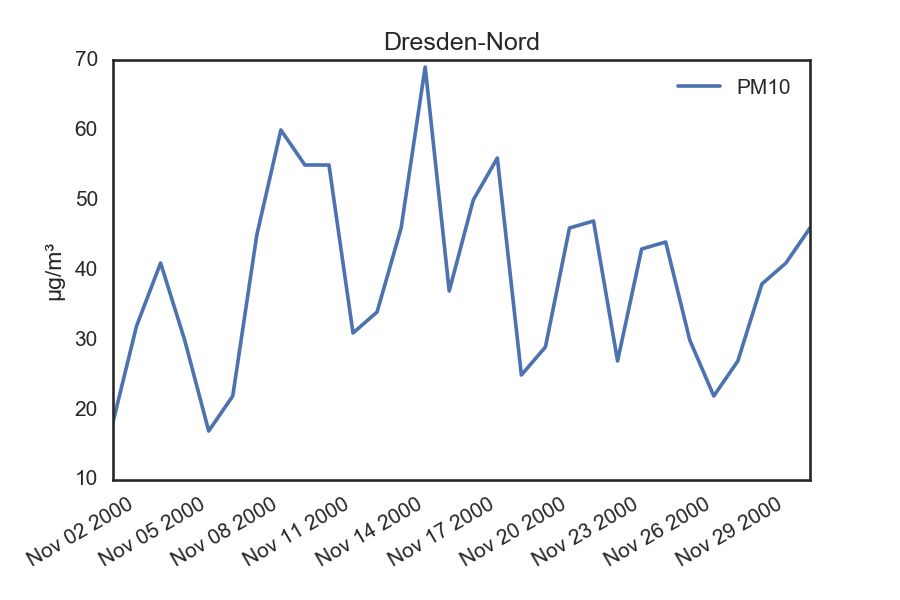 Dresden-Nord
70
60
50
40
30
20
10
µg/m³
PM10
Nov 02 2000
Nov 05 2000
Nov 08 2000
Nov 11 2000
Nov 14 2000
Nov 17 2000
Nov 20 2000
Nov 23 2000
Nov 26 2000
Nov 29 2000